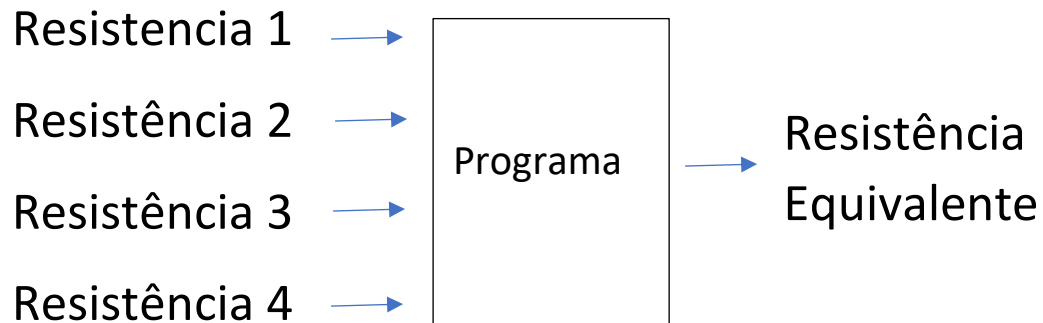 Resistencia 1
Resistência 2
Resistência 3
Resistência 4
Programa
Resistência
Equivalente